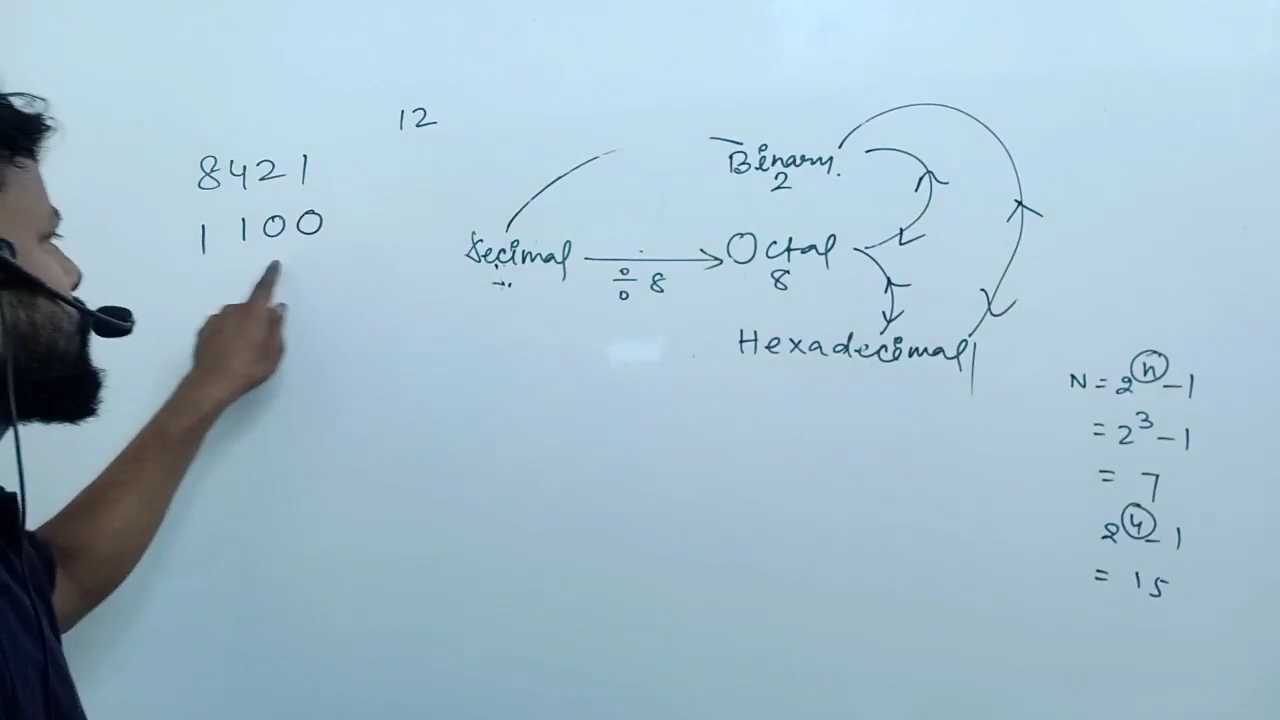 12
8421
1100
Binary.
2
Decimal
÷ 8
Octal
8
Hexadecimal
N = 2^n - 1
= 2^3 - 1
= 7
2^4 - 1
= 15